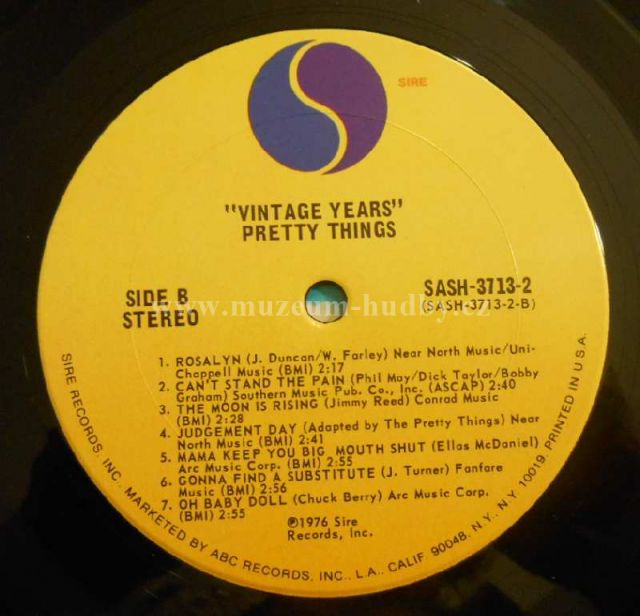 SIRE
"VINTAGE YEARS"
PRETTY THINGS
SIDE B
STEREO
SASH-3713-2
(SASH-3713-2-B)
www.muzeum-hudby.cz
1. ROSALYN (J. Duncan/W. Farley) Near North Music/Uni-
Chappell Music (BMI) 2:17
2. CAN'T STAND THE PAIN (Phil May/Dick Taylor/Bobby
Graham) Southern Music Pub. Co., Inc. (ASCAP) 2:40
3. THE MOON IS RISING (Jimmy Reed) Conrad Music
(BMI) 2:28
4. JUDGEMENT DAY (Adapted by The Pretty Things) Near
North Music (BMI) 2:41
5. MAMA KEEP YOU BIG MOUTH SHUT (Ellas McDaniel)
Arc Music Corp. (BMI) 2:55
6. GONNA FIND A SUBSTITUTE (J. Turner) Fanfare
Music (BMI) 2:56
7. OH BABY DOLL (Chuck Berry) Arc Music Corp.
(BMI) 2:55
℗1976 Sire
Records, Inc.
SIRE RECORDS, INC., MARKETED BY ABC RECORDS, INC., L.A., CALIF. 90048, N.Y., N.Y. 10019. PRINTED IN U.S.A.